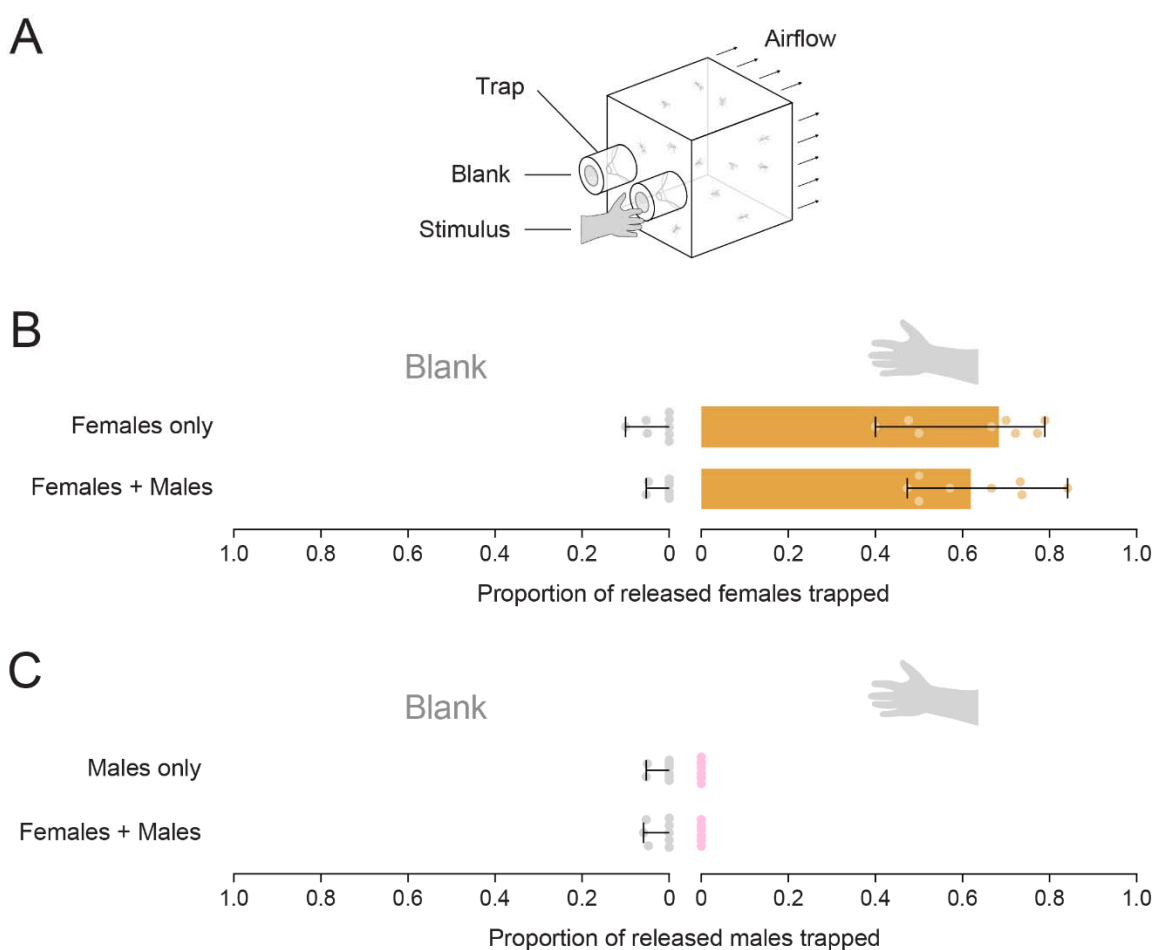 A
Airflow
Trap
Blank
Stimulus
B
Blank
Females only
Females + Males
1.0 0.8 0.6 0.4 0.2 0 0 0.2 0.4 0.6 0.8 1.0
Proportion of released females trapped
C
Blank
Males only
Females + Males
1.0 0.8 0.6 0.4 0.2 0 0 0.2 0.4 0.6 0.8 1.0
Proportion of released males trapped